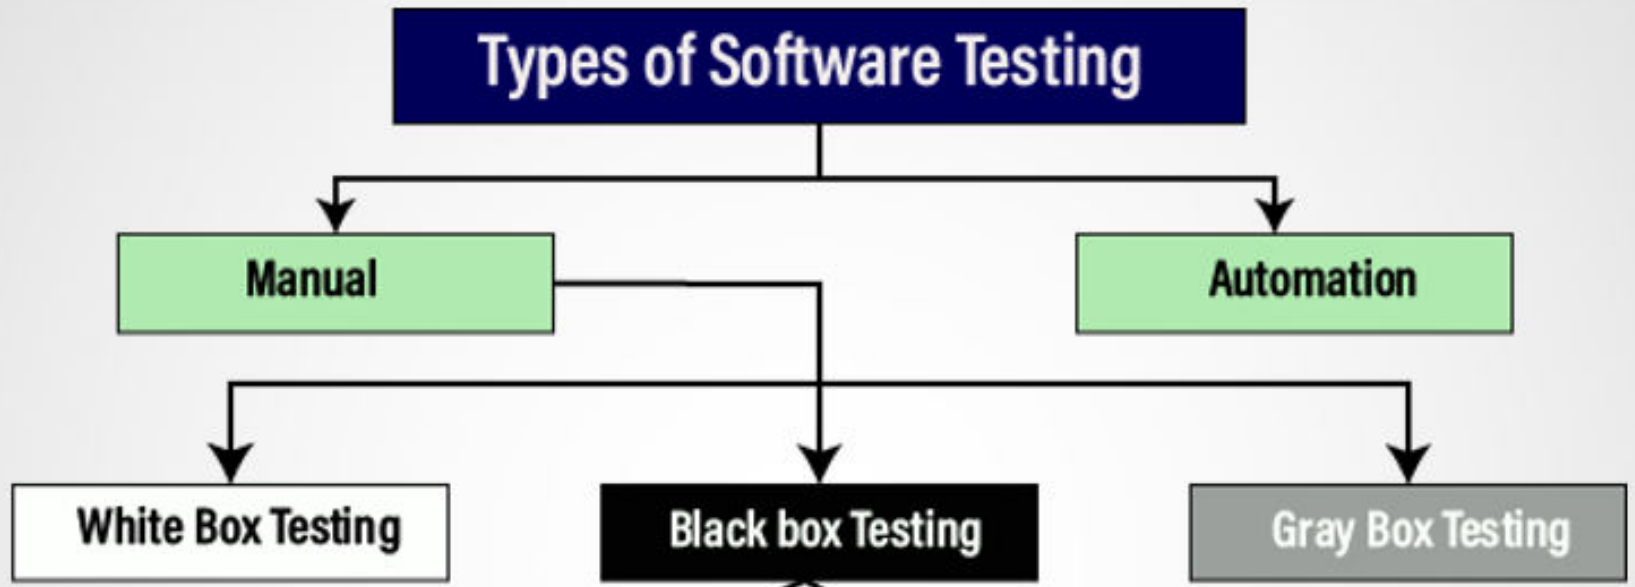 Types of Software Testing
Manual
Automation
White Box Testing
Black box Testing
Gray Box Testing